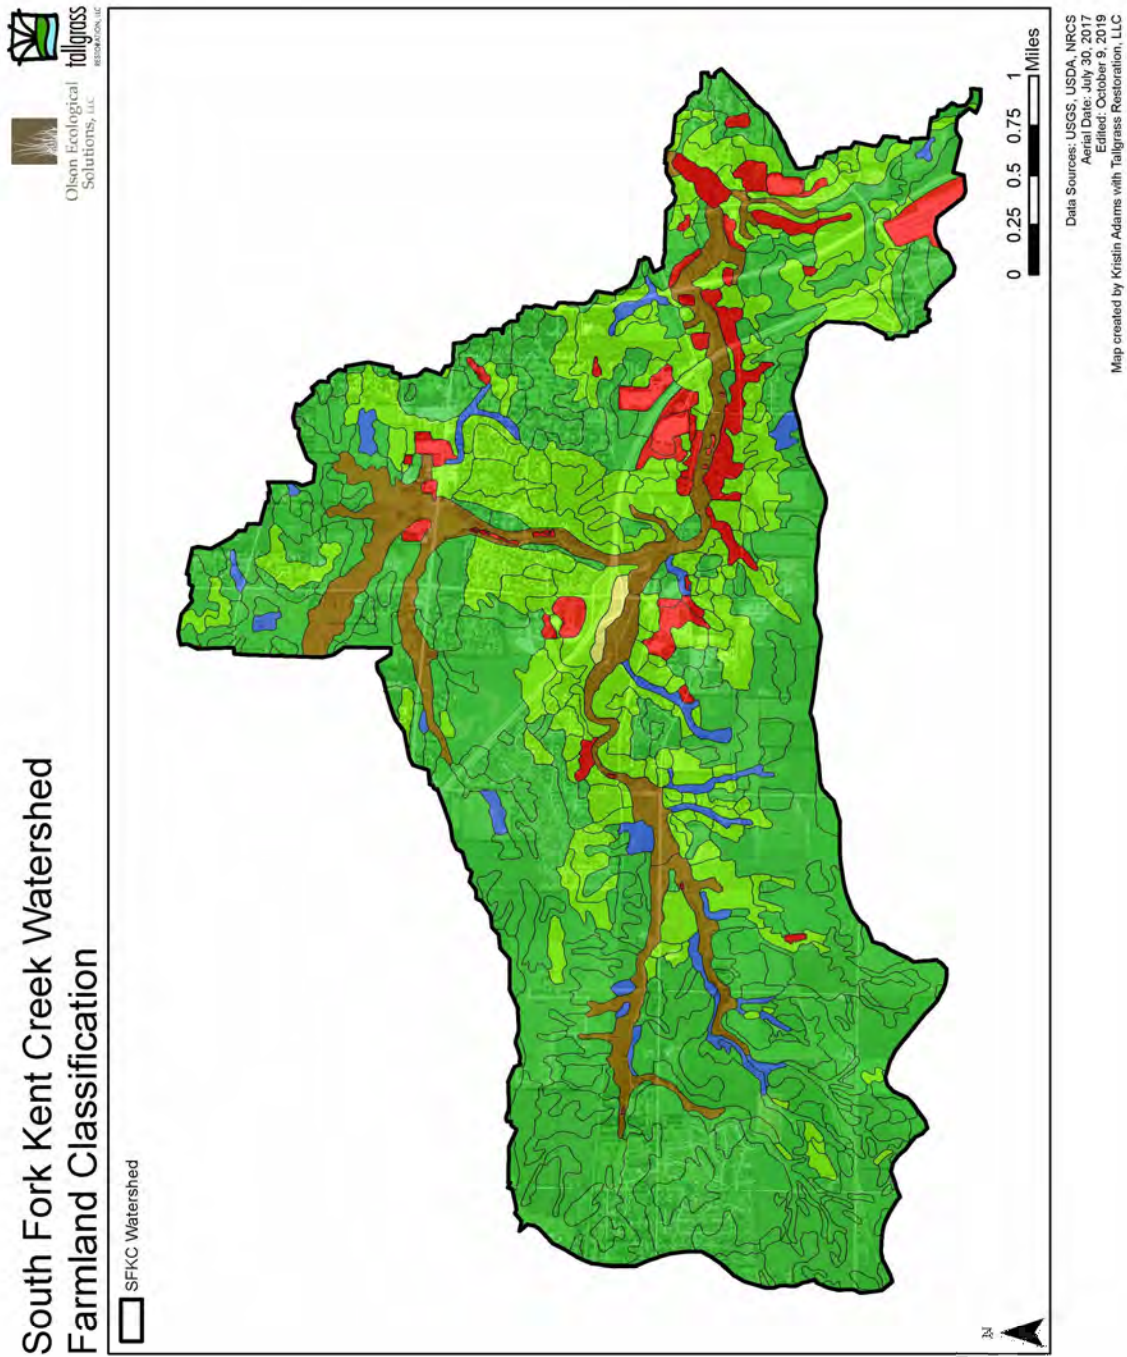 South Fork Kent Creek Watershed
Farmland Classification
Olson Ecological
Solutions, LLC
tallgrass
RESTORATION, LLC
SFKC Watershed
N
0 0.25 0.5 0.75 1
Miles
Data Sources: USGS, USDA, NRCS
Aerial Date: July 30, 2017
Edited: October 9, 2019
Map created by Kristin Adams with Tallgrass Restoration, LLC